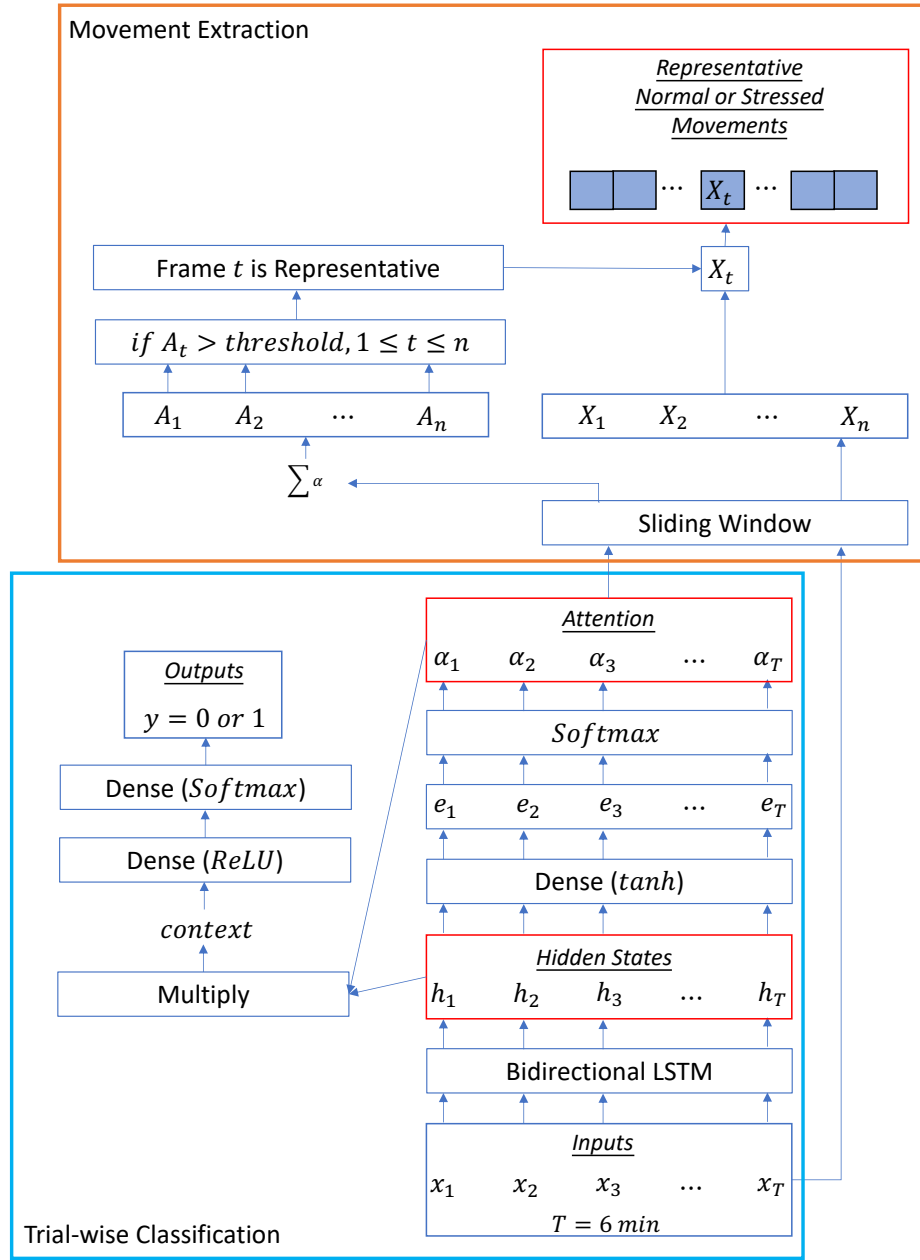 Movement Extraction
Representative
Normal or Stressed
Movements
... X_t ...
Frame t is Representative
X_t
if A_t > threshold, 1 ≤ t ≤ n
A_1 A_2 ... A_n
X_1 X_2 ... X_n
∑ α
Sliding Window
Attention
α_1 α_2 α_3 ... α_T
Outputs
y = 0 or 1
Softmax
Dense (Softmax)
e_1 e_2 e_3 ... e_T
Dense (ReLU)
Dense (tanh)
context
Hidden States
Multiply
h_1 h_2 h_3 ... h_T
Bidirectional LSTM
Inputs
x_1 x_2 x_3 ... x_T
T = 6 min
Trial-wise Classification